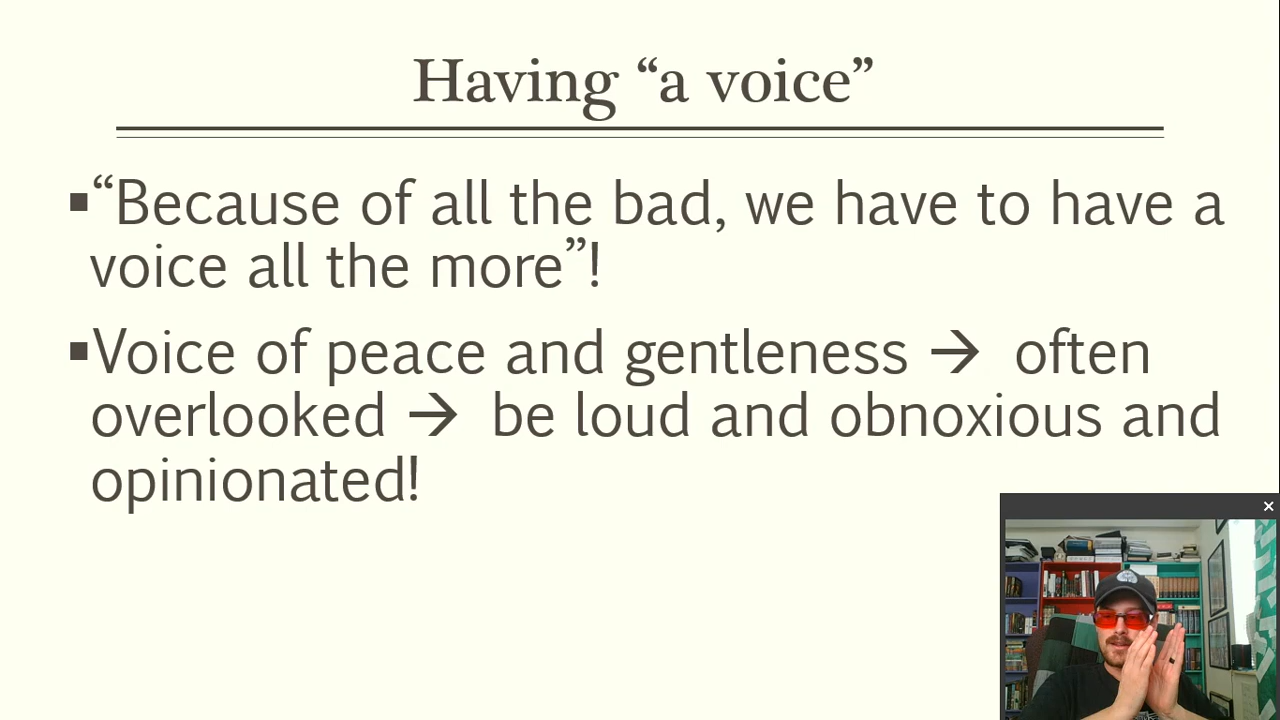 Having “a voice”
▪“Because of all the bad, we have to have a
voice all the more”!
▪Voice of peace and gentleness → often
overlooked → be loud and obnoxious and
opinionated!